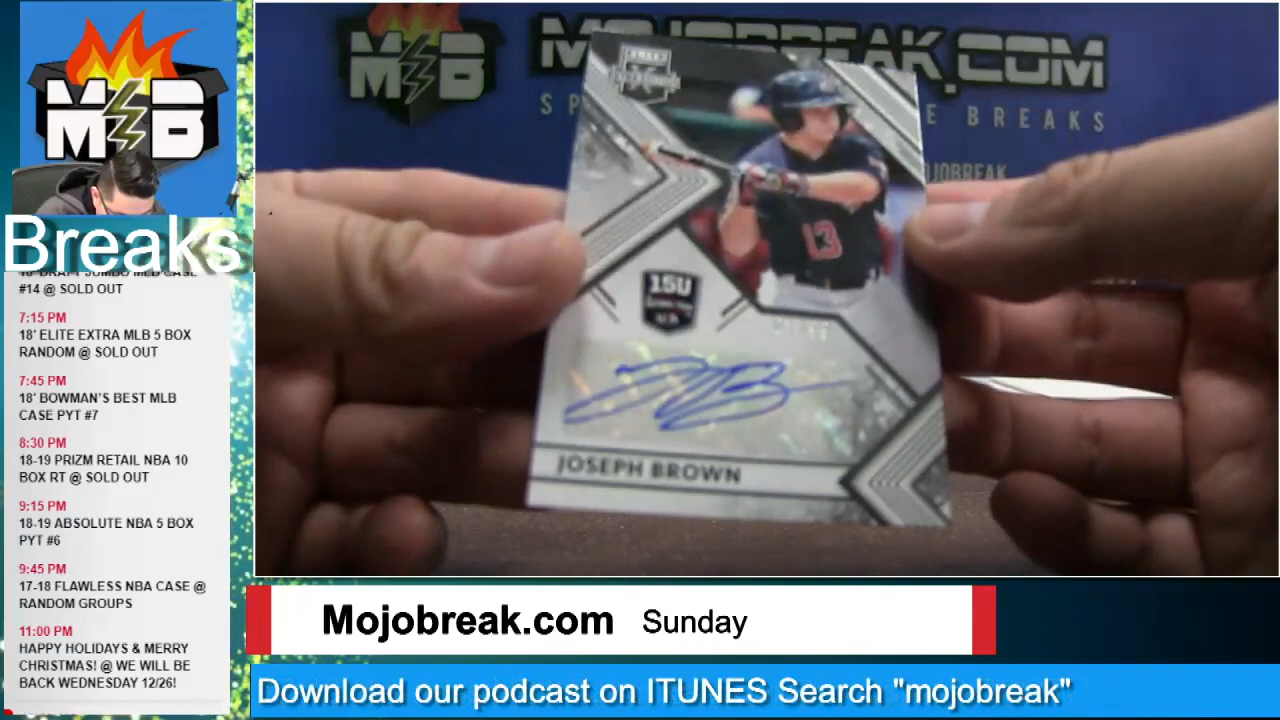 M B
Breaks
#14 @ SOLD OUT
7:15 PM
18' ELITE EXTRA MLB 5 BOX
RANDOM @ SOLD OUT
7:45 PM
18' BOWMAN'S BEST MLB
CASE PYT #7
8:30 PM
18-19 PRIZM RETAIL NBA 10
BOX RT @ SOLD OUT
9:15 PM
18-19 ABSOLUTE NBA 5 BOX
PYT #6
9:45 PM
17-18 FLAWLESS NBA CASE @
RANDOM GROUPS
11:00 PM
HAPPY HOLIDAYS & MERRY
CHRISTMAS! @ WE WILL BE
BACK WEDNESDAY 12/26!
M B
MOJOBREAK.COM
BREAKS
MOJOBREAK
ELITE
13
15U
JOSEPH BROWN
Mojobreak.com Sunday
Download our podcast on ITUNES Search "mojobreak"